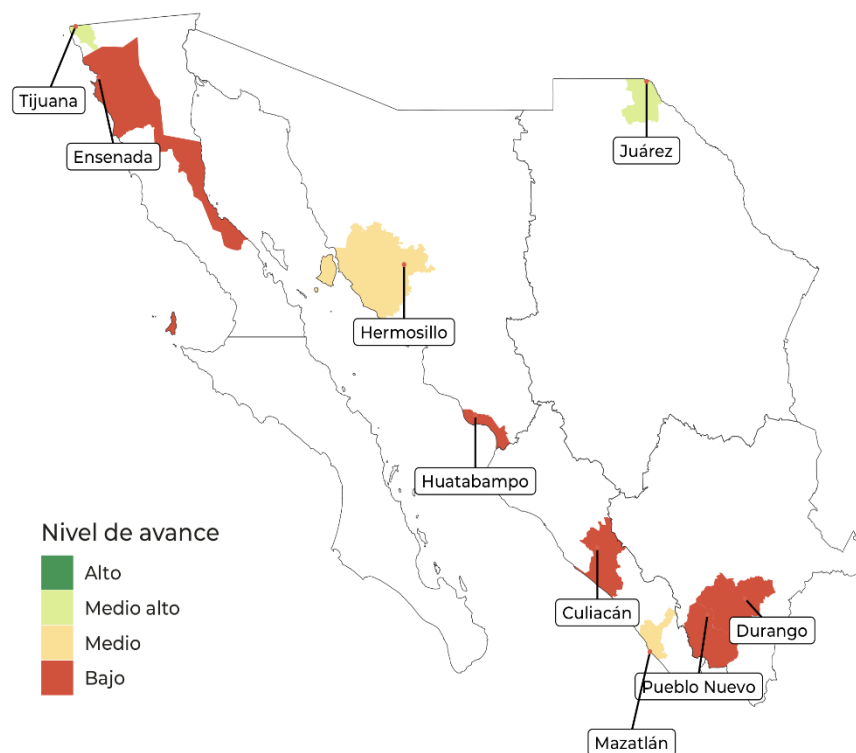 Tijuana
Ensenada
Juárez
Hermosillo
Huatabampo
Nivel de avance
Alto
Medio alto
Medio
Bajo
Culiacán
Durango
Pueblo Nuevo
Mazatlán